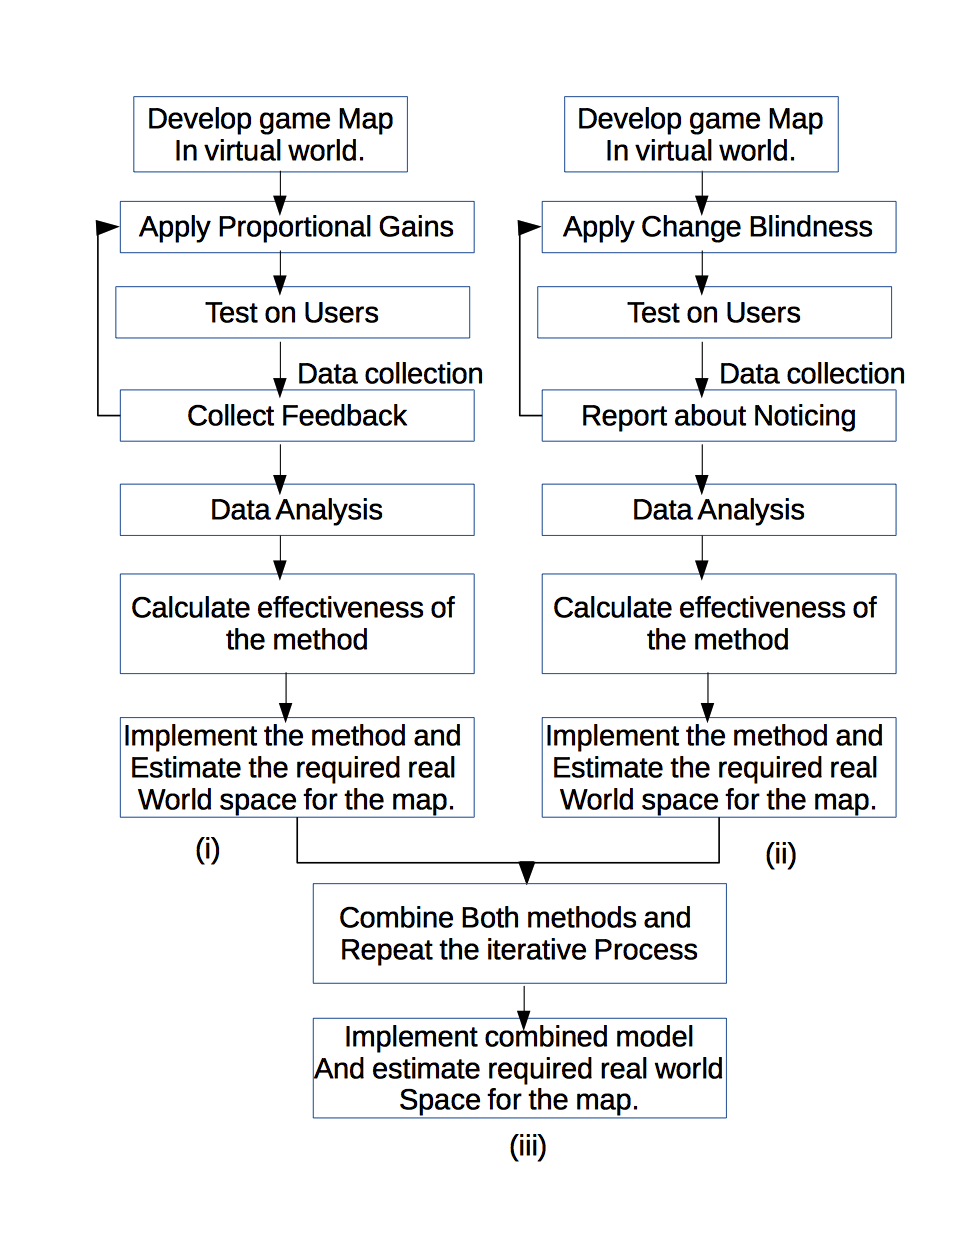 Develop game Map
In virtual world.
Apply Proportional Gains
Test on Users
Data collection
Collect Feedback
Data Analysis
Calculate effectiveness of
the method
Implement the method and
Estimate the required real
World space for the map.
(i)
Develop game Map
In virtual world.
Apply Change Blindness
Test on Users
Data collection
Report about Noticing
Data Analysis
Calculate effectiveness of
the method
Implement the method and
Estimate the required real
World space for the map.
(ii)
Combine Both methods and
Repeat the iterative Process
Implement combined model
And estimate required real world
Space for the map.
(iii)